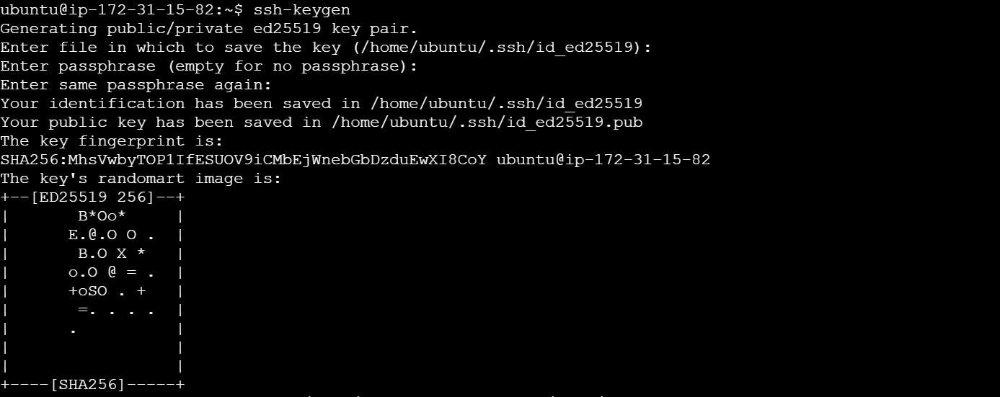 ubuntu@ip-172-31-15-82:~$ ssh-keygen
Generating public/private ed25519 key pair.
Enter file in which to save the key (/home/ubuntu/.ssh/id_ed25519):
Enter passphrase (empty for no passphrase):
Enter same passphrase again:
Your identification has been saved in /home/ubuntu/.ssh/id_ed25519
Your public key has been saved in /home/ubuntu/.ssh/id_ed25519.pub
The key fingerprint is:
SHA256:MhsVwbyTOP1IfESUOV9iCMbEjWnebGbDzduEwXI8CoY ubuntu@ip-172-31-15-82
The key's randomart image is:
+--[ED25519 256]--+
|       B*Oo*     |
|      E.@.O O .  |
|       B.O X *   |
|      o.O @ = .  |
|      +oSO . +   |
|       =. . . .  |
|      .          |
|                 |
|                 |
+----[SHA256]-----+